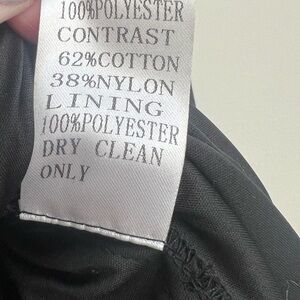 100%POLYESTER
CONTRAST
62%COTTON
38%NYLON
LINING
100%POLYESTER
DRY CLEAN
ONLY